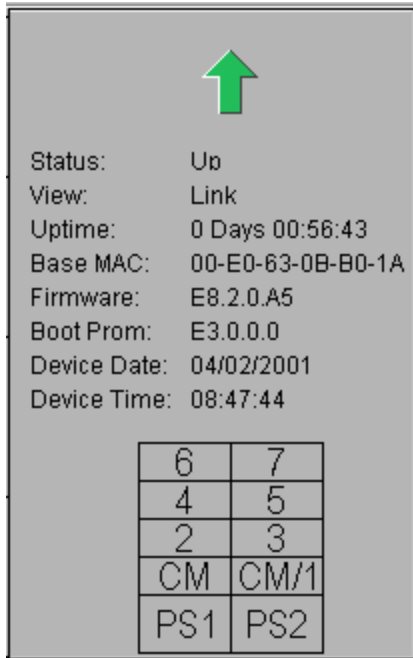 Status: Up
View: Link
Uptime: 0 Days 00:56:43
Base MAC: 00-E0-63-0B-B0-1A
Firmware: E8.2.0.A5
Boot Prom: E3.0.0.0
Device Date: 04/02/2001
Device Time: 08:47:44
6 7
4 5
2 3
CM CM/1
PS1 PS2